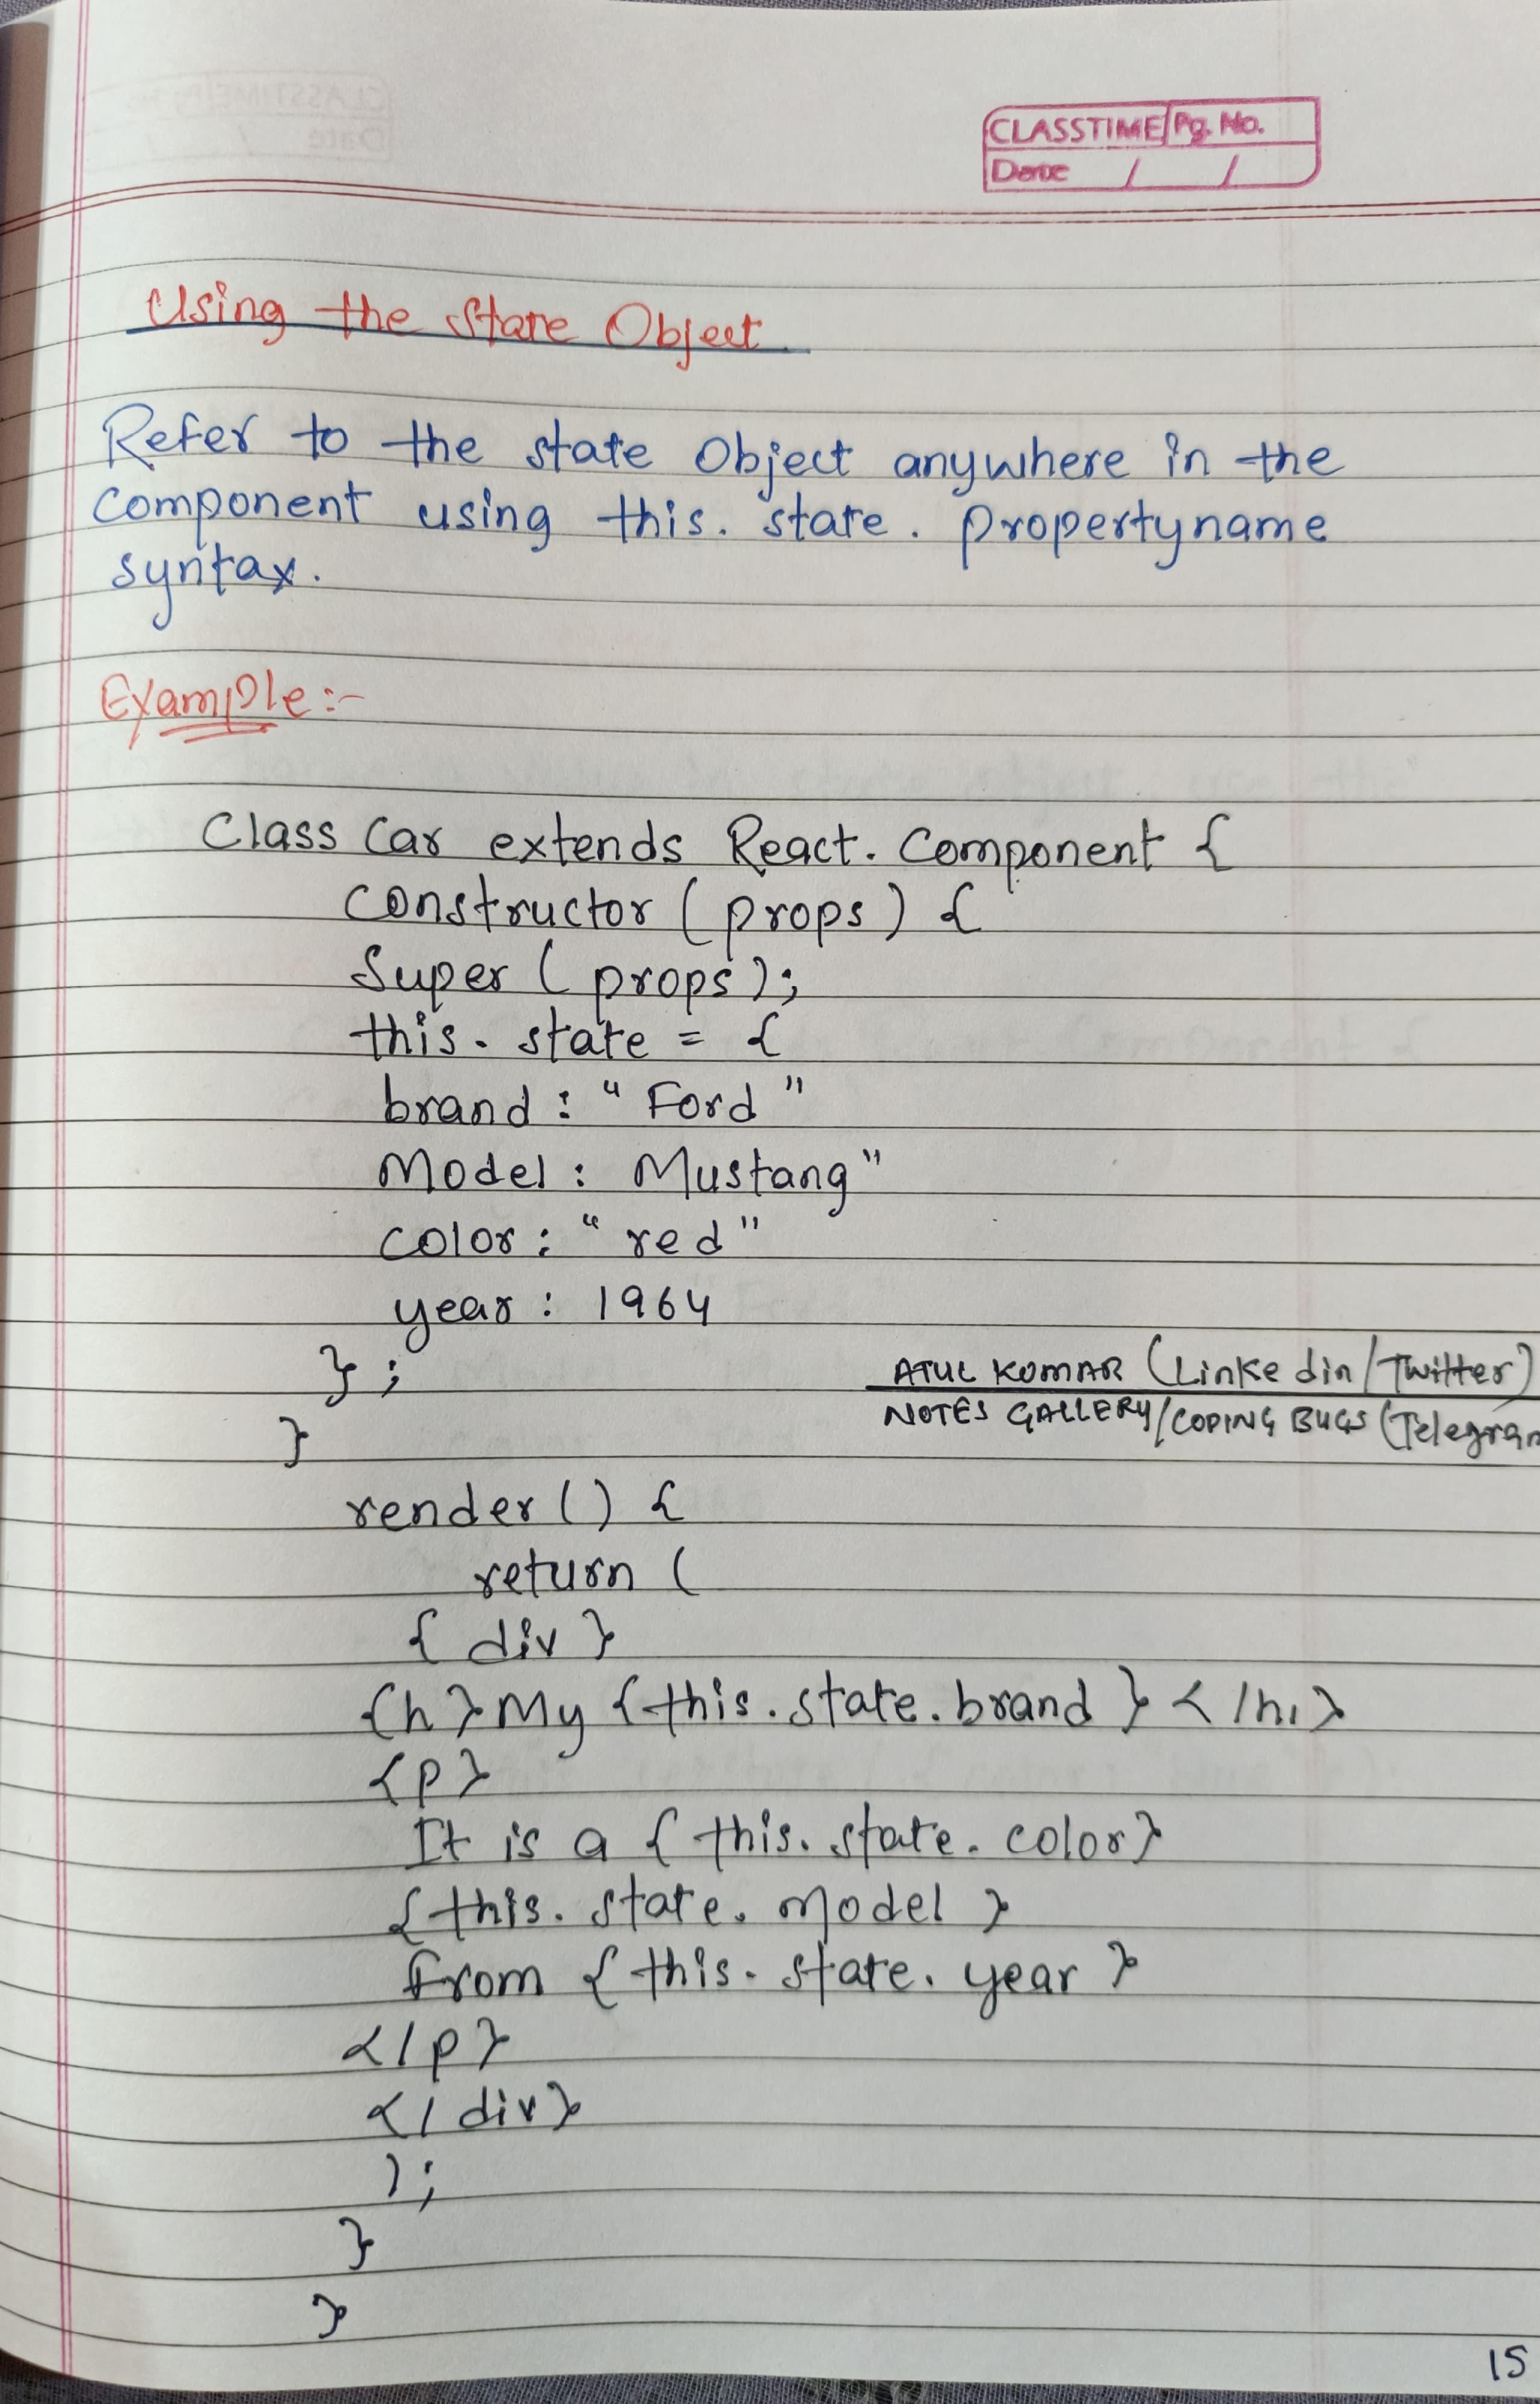 CLASSTIME Pg. No.
Date / /
Using the State Object
Refer to the state Object anywhere in the
Component using this. state. propertyname
syntax.
Example:-
Class Car extends React. Component {
constructor (props) {
Super (props);
this. state = {
brand : "Ford"
Model : Mustang"
color : "red"
year : 1964
};
ATUL KUMAR (Linkedin/Twitter)
}
NOTES GALLERY/CODING BUGS (Telegram
render () {
return (
{ div }
{h} My {this.state.brand } </h1>
{p}
It is a { this. state. color}
{this. state. Model }
from { this. state. year }
</p}
</ div}
);
}
}
15